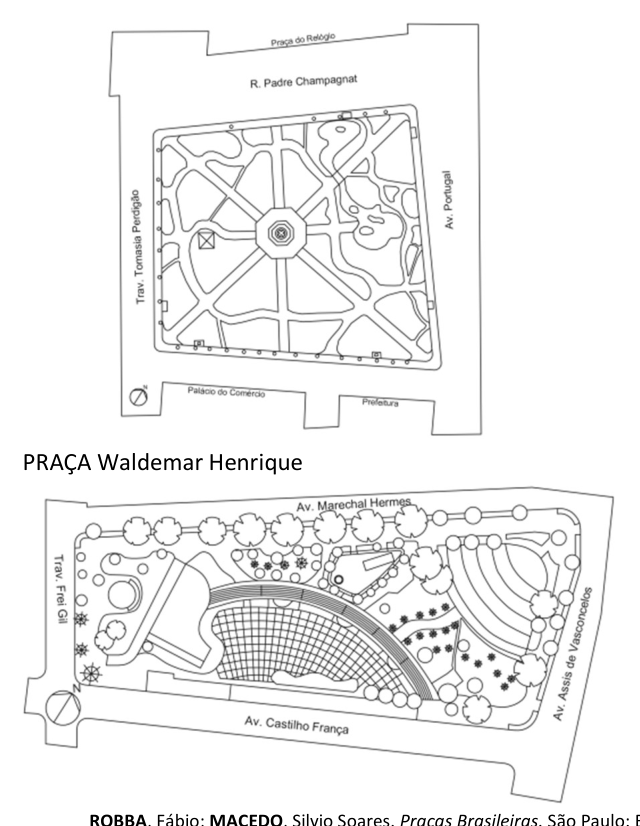 Praça do Relógio
R. Padre Champagnat
Trav. Tomasia Perdigão
Av. Portugal
N
Palácio do Comércio
Prefeitura
PRAÇA Waldemar Henrique
Av. Marechal Hermes
Trav. Frei Gil
Av. Assis de Vasconcelos
N
Av. Castilho França
ROBBA, Fábio; MACEDO, Silvio Soares. Praças Brasileiras. São Paulo: